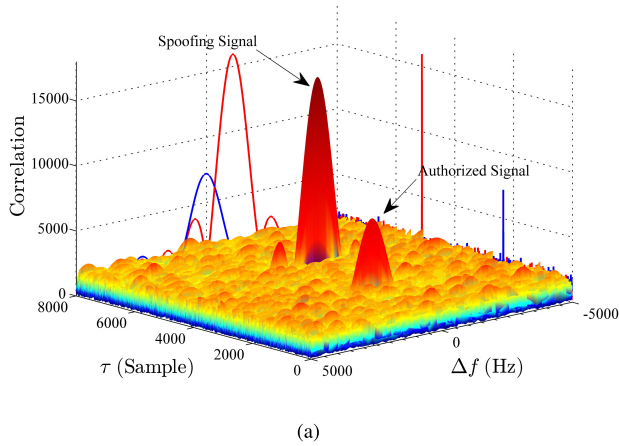 Spoofing Signal
Authorized Signal
Correlation
15000
10000
5000
0
8000
6000
4000
2000
0
τ (Sample)
5000
0
-5000
Δf (Hz)
(a)